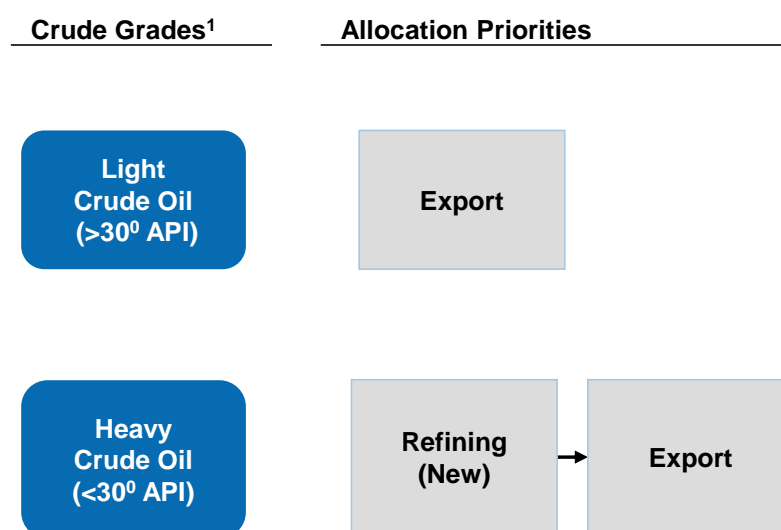 Crude Grades¹
Allocation Priorities
Light
Crude Oil
(>30⁰ API)
Export
Heavy
Crude Oil
(<30⁰ API)
Refining
(New)
Export